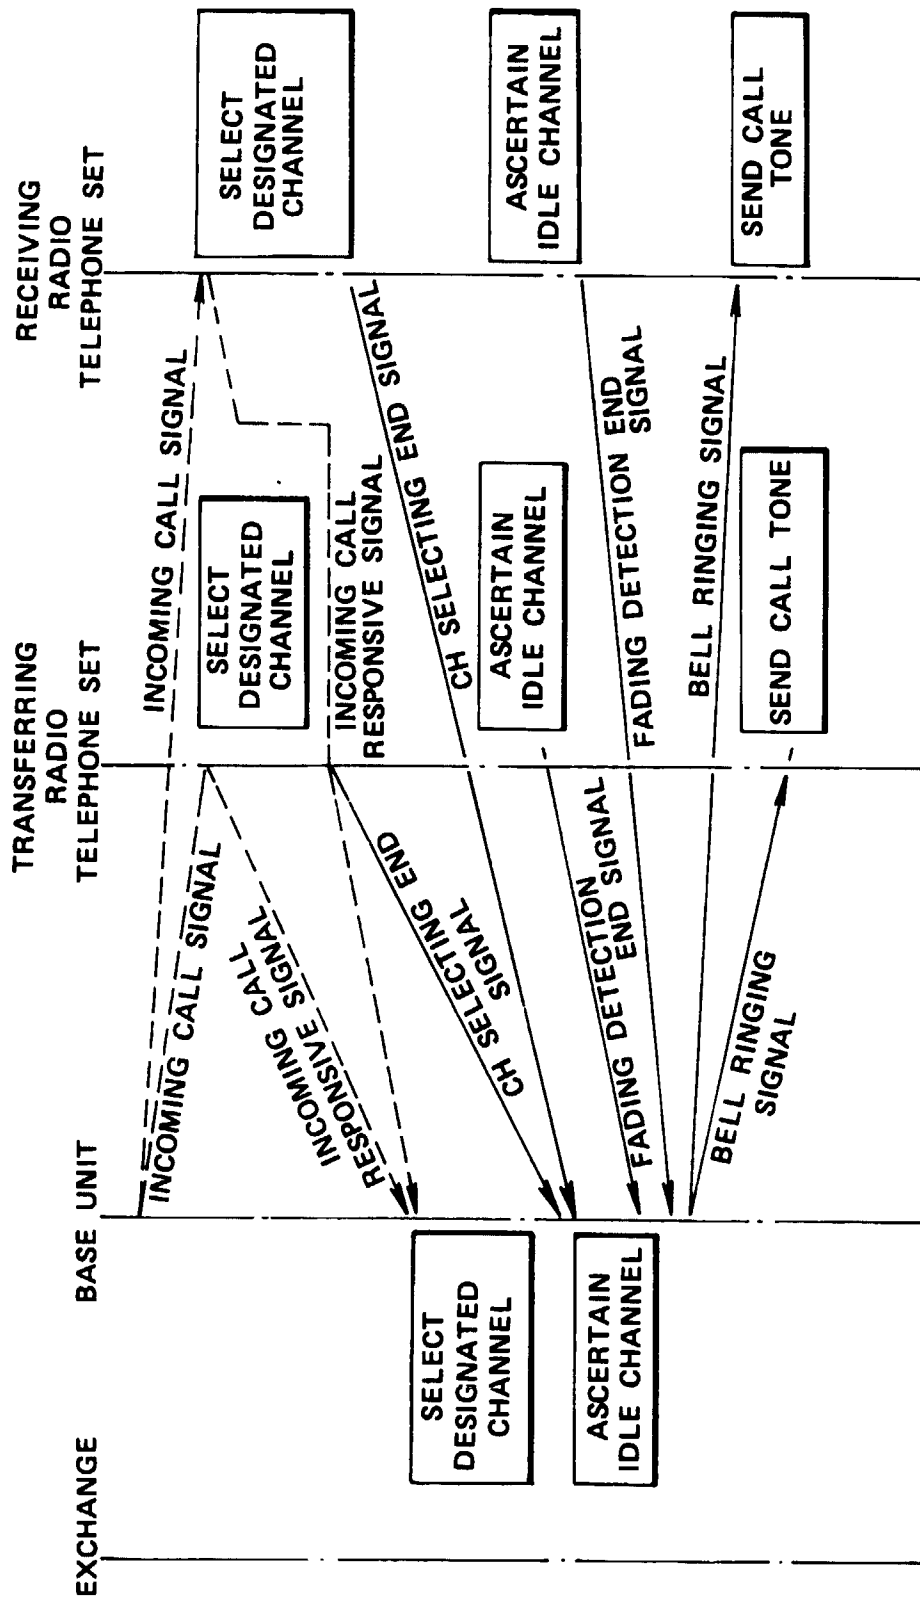 EXCHANGE
BASE UNIT
TRANSFERRING
RADIO
TELEPHONE SET
RECEIVING
RADIO
TELEPHONE SET
INCOMING CALL SIGNAL
INCOMING CALL SIGNAL
SELECT
DESIGNATED
CHANNEL
SELECT
DESIGNATED
CHANNEL
INCOMING CALL
RESPONSIVE SIGNAL
INCOMING CALL
RESPONSIVE SIGNAL
SELECT
DESIGNATED
CHANNEL
CH SELECTING END
SIGNAL
CH SELECTING END SIGNAL
ASCERTAIN
IDLE CHANNEL
ASCERTAIN
IDLE CHANNEL
ASCERTAIN
IDLE CHANNEL
FADING DETECTION
END SIGNAL
FADING DETECTION END
SIGNAL
BELL RINGING
SIGNAL
BELL RINGING SIGNAL
SEND CALL TONE
SEND CALL
TONE